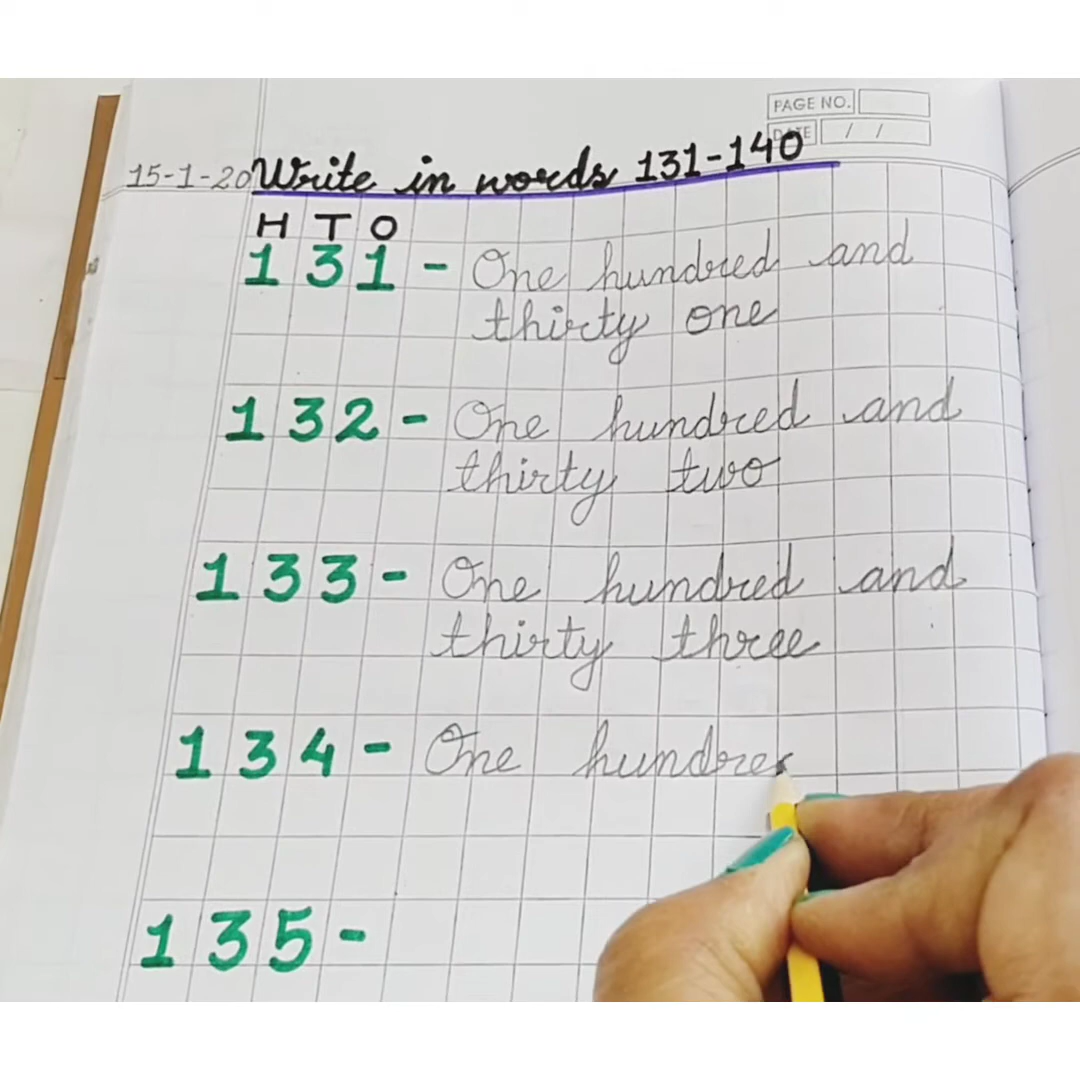 PAGE NO.
DATE / /
15-1-20 Write in words 131-140
H T O
131 - One hundred and
thirty one
132 - One hundred and
thirty two
133 - One hundred and
thirty three
134 - One hundre
135 -